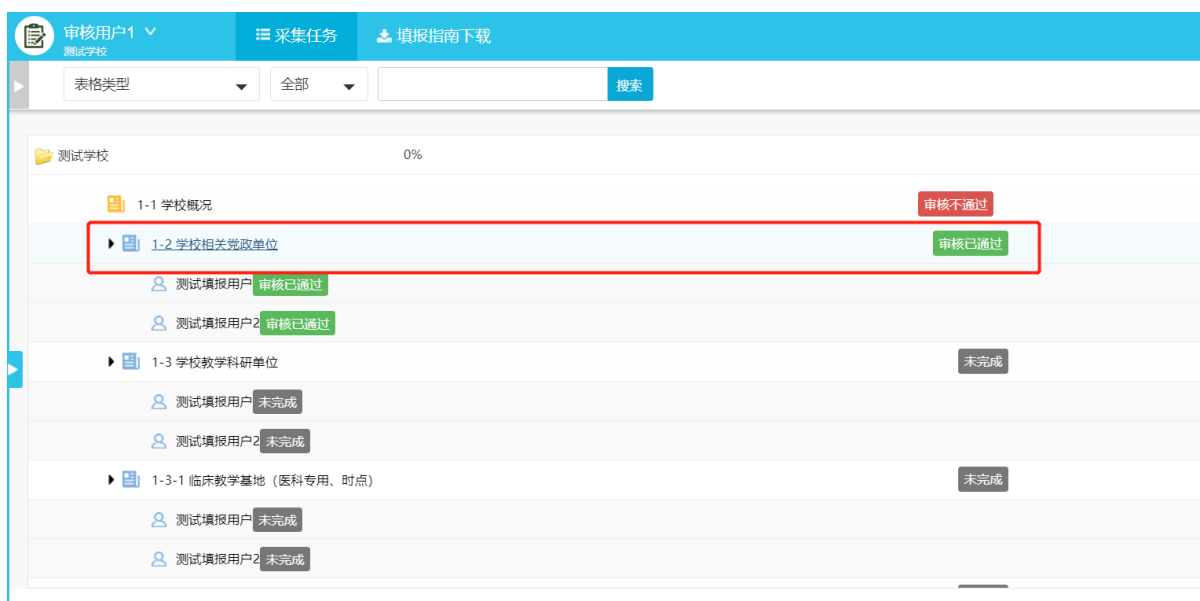 审核用户1
测试学校
采集任务
填报指南下载
表格类型
全部
搜索
测试学校 0%
1-1 学校概况 审核不通过
1-2 学校相关党政单位 审核已通过
测试填报用户 审核已通过
测试填报用户2 审核已通过
1-3 学校教学科研单位 未完成
测试填报用户 未完成
测试填报用户2 未完成
1-3-1 临床教学基地（医科专用、时点） 未完成
测试填报用户 未完成
测试填报用户2 未完成